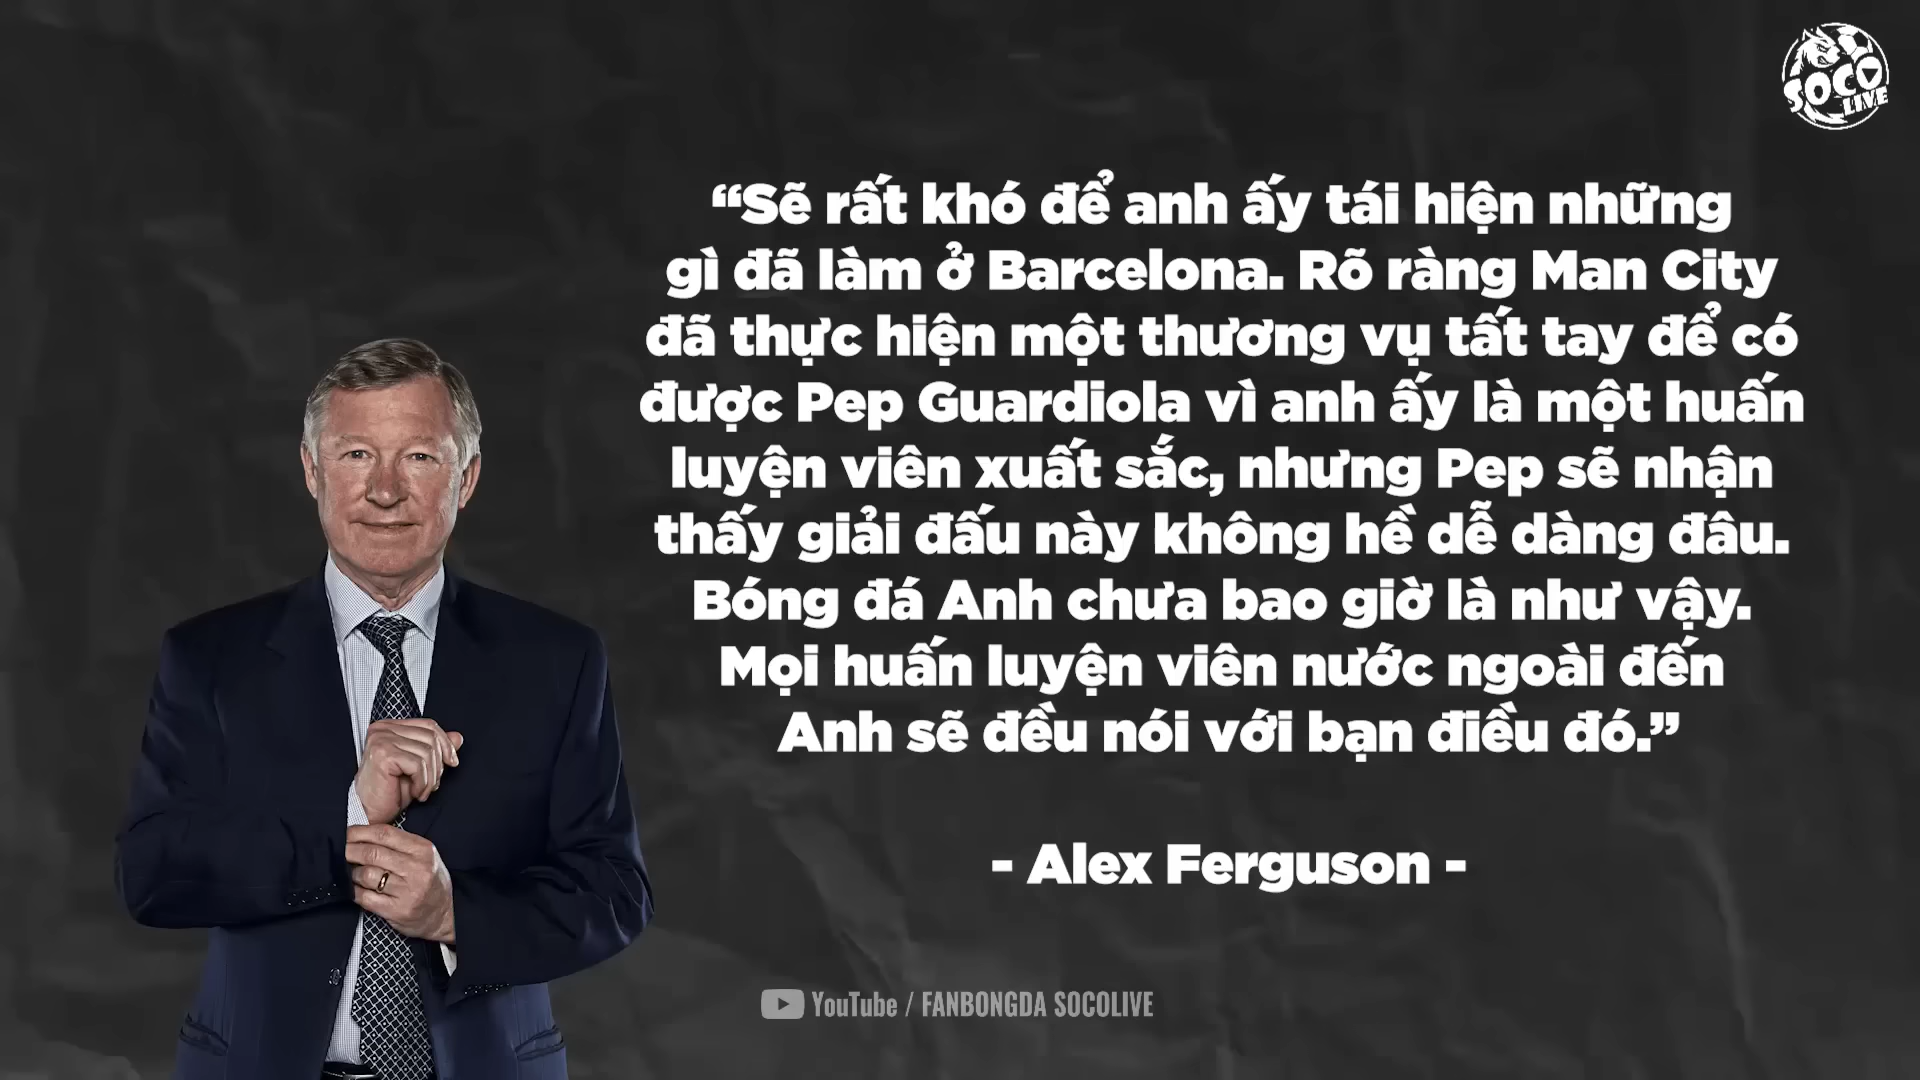 SOCO
LIVE
“Sẽ rất khó để anh ấy tái hiện những
gì đã làm ở Barcelona. Rõ ràng Man City
đã thực hiện một thương vụ tất tay để có
được Pep Guardiola vì anh ấy là một huấn
luyện viên xuất sắc, nhưng Pep sẽ nhận
thấy giải đấu này không hề dễ dàng đâu.
Bóng đá Anh chưa bao giờ là như vậy.
Mọi huấn luyện viên nước ngoài đến
Anh sẽ đều nói với bạn điều đó.”
- Alex Ferguson -
YouTube / FANBONGDA SOCOLIVE